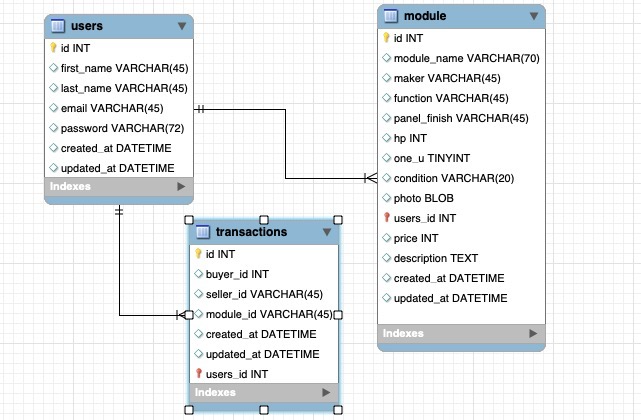 users
id INT
first_name VARCHAR(45)
last_name VARCHAR(45)
email VARCHAR(45)
password VARCHAR(72)
created_at DATETIME
updated_at DATETIME
Indexes
module
id INT
module_name VARCHAR(70)
maker VARCHAR(45)
function VARCHAR(45)
panel_finish VARCHAR(45)
hp INT
one_u TINYINT
condition VARCHAR(20)
photo BLOB
users_id INT
price INT
description TEXT
created_at DATETIME
updated_at DATETIME
Indexes
transactions
id INT
buyer_id INT
seller_id VARCHAR(45)
module_id VARCHAR(45)
created_at DATETIME
updated_at DATETIME
users_id INT
Indexes